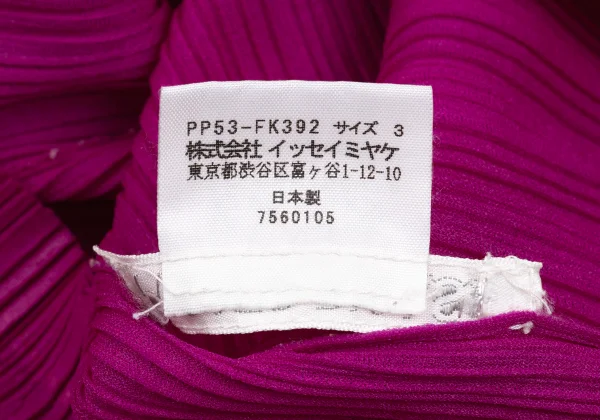 PP53-FK392 サイズ 3
株式会社 イッセイミヤケ
東京都渋谷区富ヶ谷1-12-10
日本製
7560105